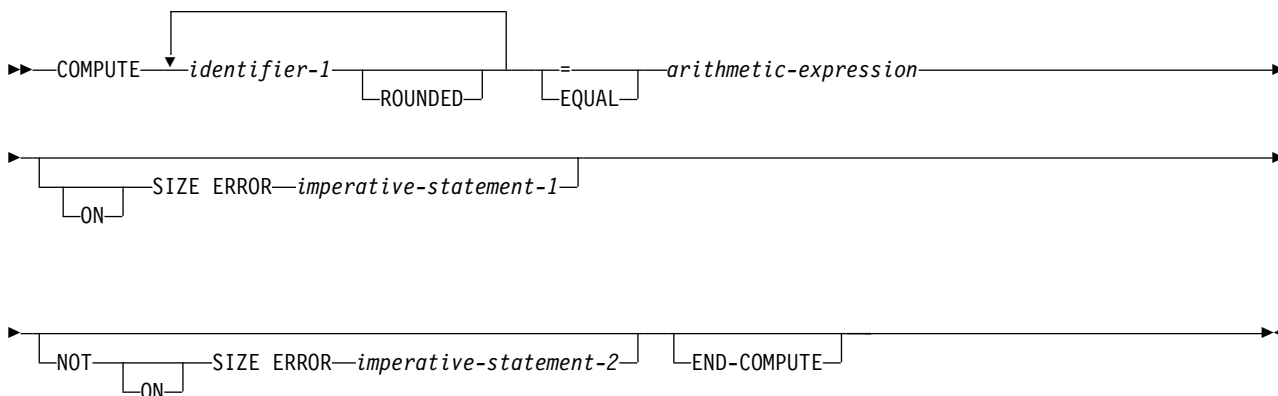 COMPUTE identifier-1 = arithmetic-expression
ROUNDED EQUAL
SIZE ERROR imperative-statement-1
ON
NOT SIZE ERROR imperative-statement-2 END-COMPUTE
ON